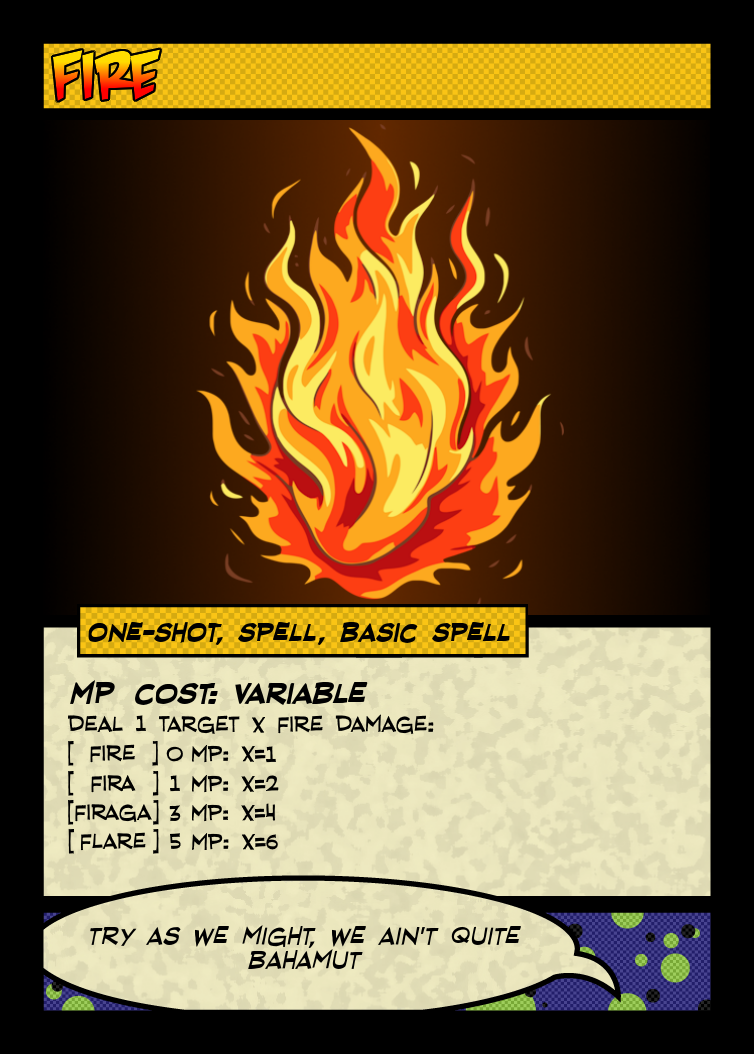 FIRE
ONE-SHOT, SPELL, BASIC SPELL
MP COST: VARIABLE
DEAL 1 TARGET X FIRE DAMAGE:
[ FIRE ] 0 MP: X=1
[ FIRA ] 1 MP: X=2
[FIRAGA] 3 MP: X=4
[ FLARE ] 5 MP: X=6
TRY AS WE MIGHT, WE AIN'T QUITE
BAHAMUT